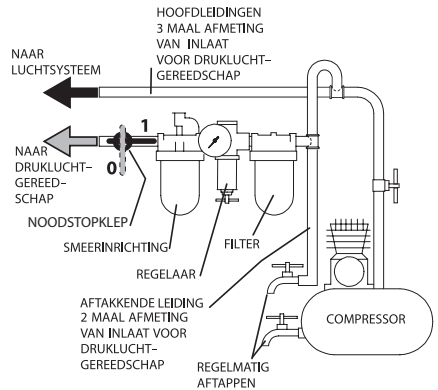 HOOFDLEIDINGEN
3 MAAL AFMETING
VAN INLAAT
VOOR DRUKLUCHT-
GEREEDSCHAP
NAAR
LUCHTSYSTEEM
1
0
NAAR
DRUKLUCHT-
GEREED-
SCHAP
NOODSTOPKLEP
SMEERINRICHTING
FILTER
REGELAAR
AFTAKKENDE LEIDING
2 MAAL AFMETING
VAN INLAAT VOOR
DRUKLUCHT-
GEREEDSCHAP
COMPRESSOR
REGELMATIG
AFTAPPEN